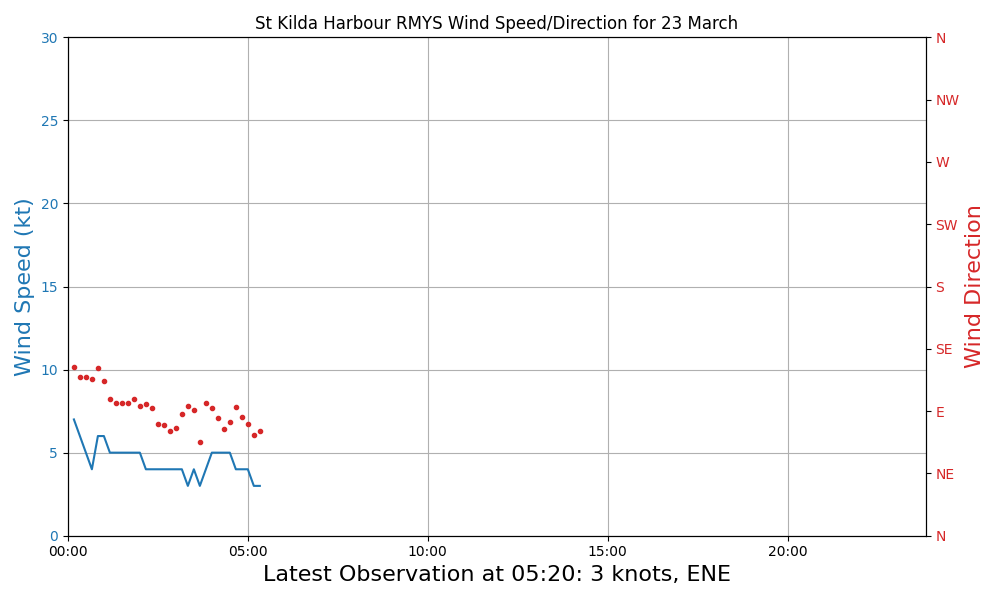 St Kilda Harbour RMYS Wind Speed/Direction for 23 March
30
25
20
15
10
5
0
Wind Speed (kt)
N
NW
W
SW
S
SE
E
NE
N
Wind Direction
00:00 05:00 10:00 15:00 20:00
Latest Observation at 05:20: 3 knots, ENE